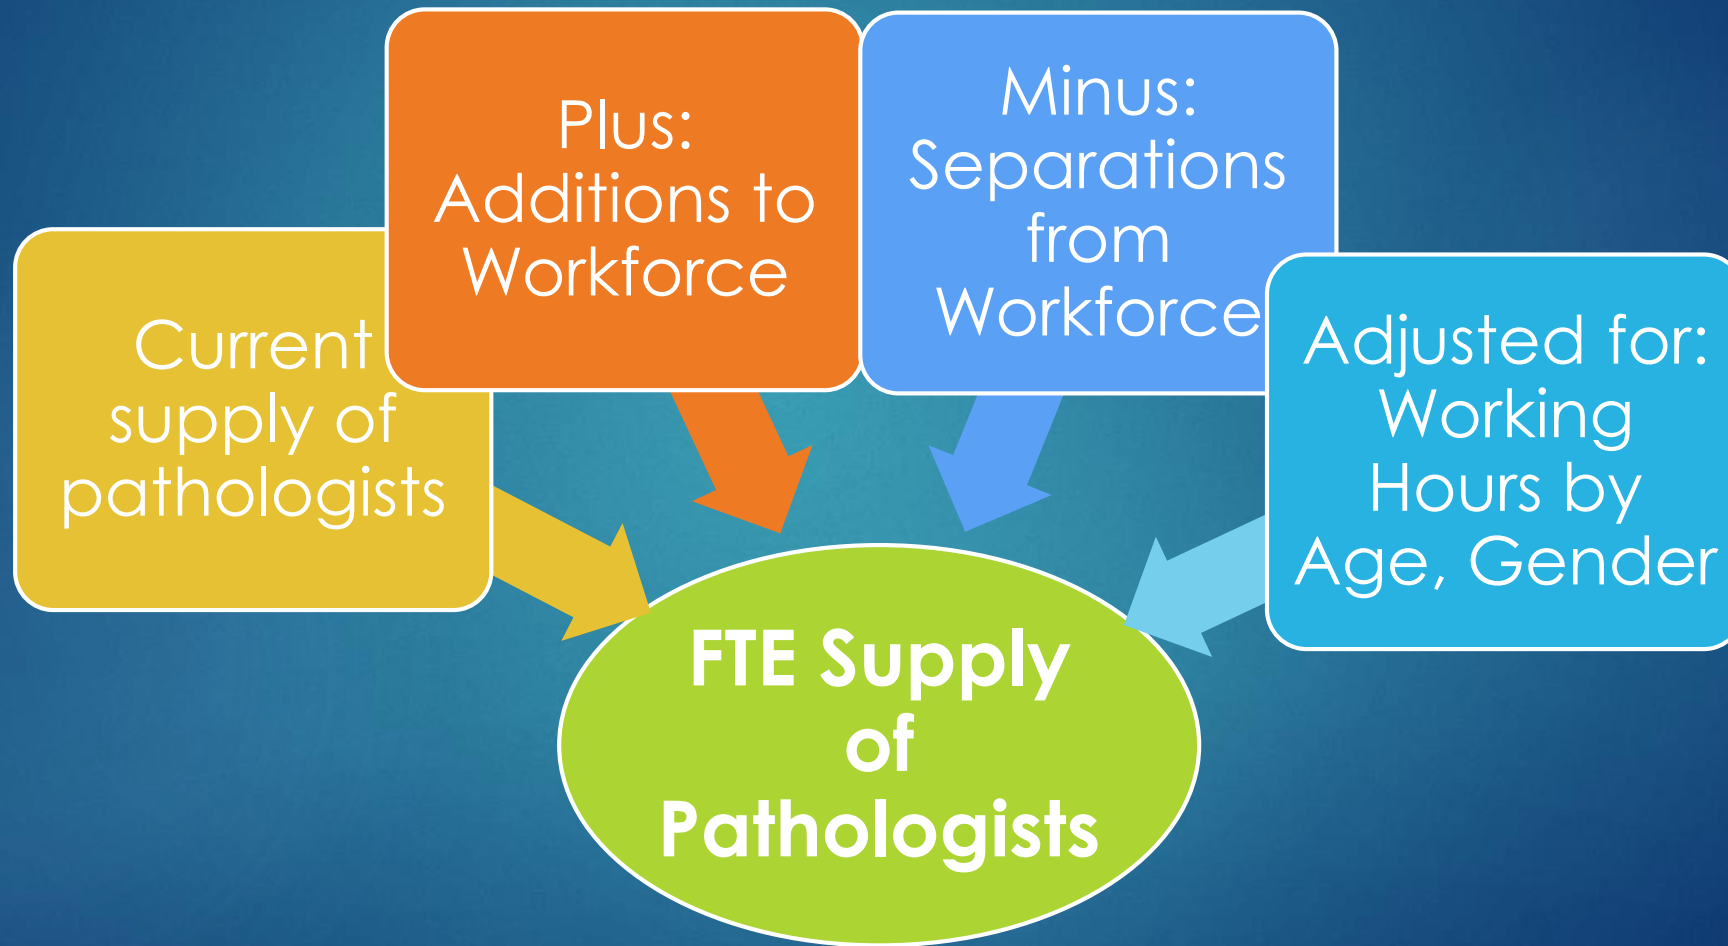 Current
supply of
pathologists
Plus:
Additions to
Workforce
Minus:
Separations
from
Workforce
Adjusted for:
Working
Hours by
Age, Gender
FTE Supply
of
Pathologists